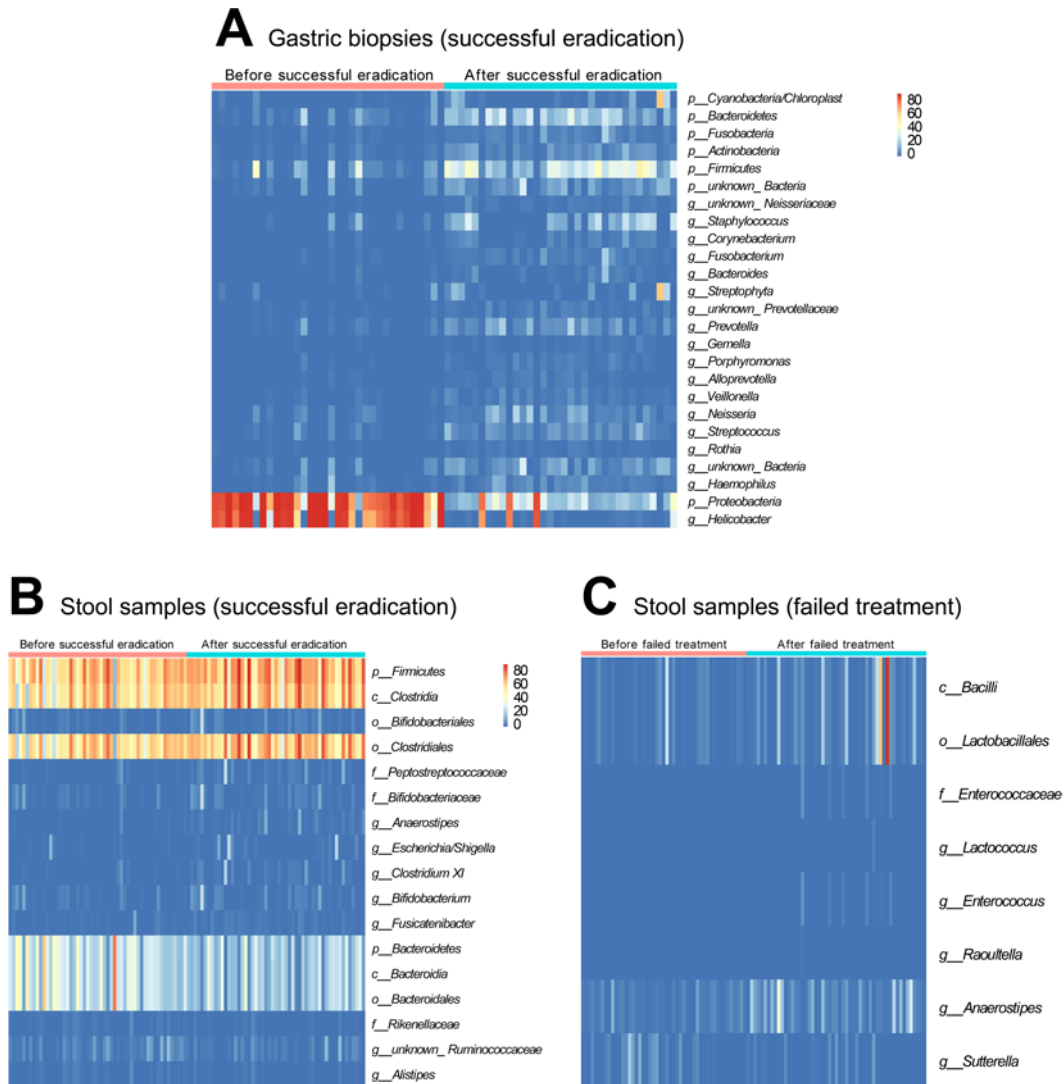 A Gastric biopsies (successful eradication)
Before successful eradication After successful eradication
p__Cyanobacteria/Chloroplast
p__Bacteroidetes
p__Fusobacteria
p__Actinobacteria
p__Firmicutes
p__unknown_ Bacteria
g__unknown_ Neisseriaceae
g__Staphylococcus
g__Corynebacterium
g__Fusobacterium
g__Bacteroides
g__Streptophyta
g__unknown_ Prevotellaceae
g__Prevotella
g__Gemella
g__Porphyromonas
g__Alloprevotella
g__Veillonella
g__Neisseria
g__Streptococcus
g__Rothia
g__unknown_ Bacteria
g__Haemophilus
p__Proteobacteria
g__Helicobacter
80
60
40
20
0
B Stool samples (successful eradication)
Before successful eradication After successful eradication
p__Firmicutes
c__Clostridia
o__Bifidobacteriales
o__Clostridiales
f__Peptostreptococcaceae
f__Bifidobacteriaceae
g__Anaerostipes
g__Escherichia/Shigella
g__Clostridium XI
g__Bifidobacterium
g__Fusicatenibacter
p__Bacteroidetes
c__Bacteroidia
o__Bacteroidales
f__Rikenellaceae
g__unknown_ Ruminococcaceae
g__Alistipes
80
60
40
20
0
C Stool samples (failed treatment)
Before failed treatment After failed treatment
c__Bacilli
o__Lactobacillales
f__Enterococcaceae
g__Lactococcus
g__Enterococcus
g__Raoultella
g__Anaerostipes
g__Sutterella